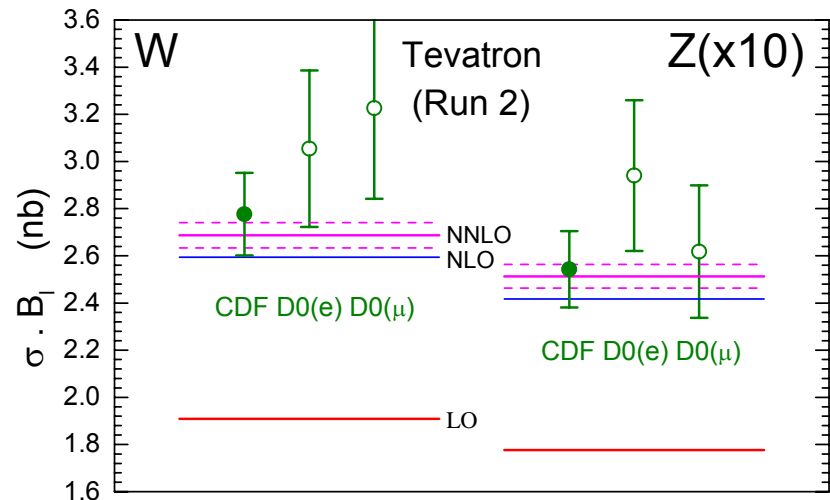 W Tevatron Z(x10)
(Run 2)
σ . B_l (nb)
3.6
3.4
3.2
3.0
2.8
2.6
2.4
2.2
2.0
1.8
1.6
NNLO
NLO
CDF D0(e) D0(μ)
CDF D0(e) D0(μ)
LO